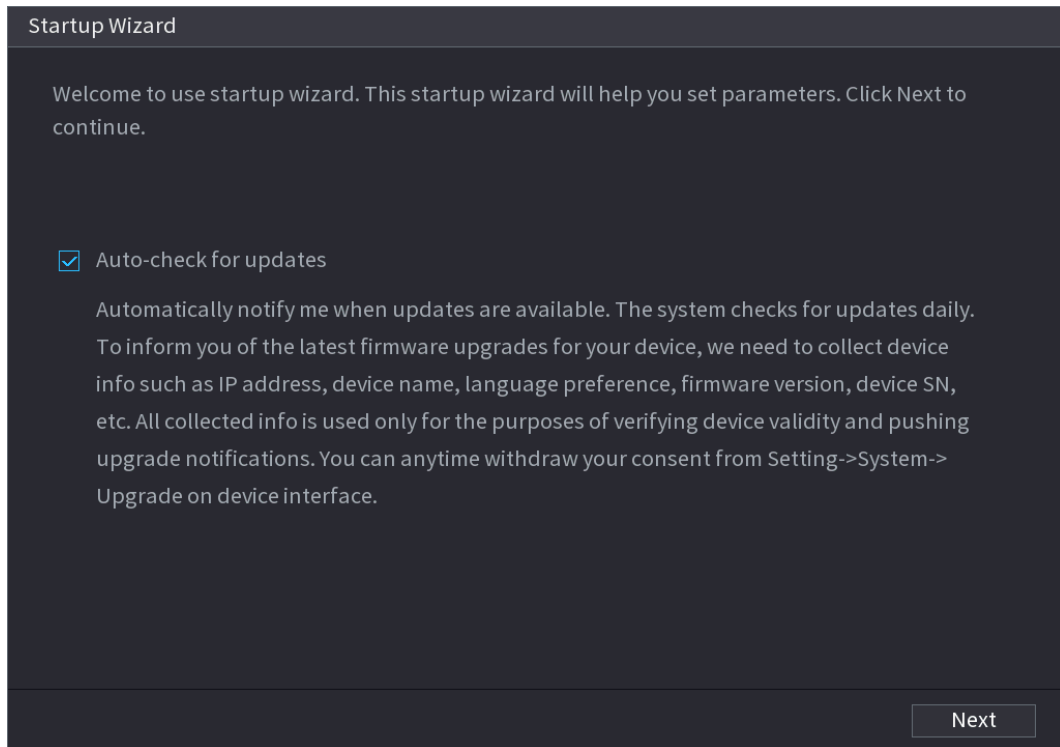 Startup Wizard
Welcome to use startup wizard. This startup wizard will help you set parameters. Click Next to
continue.
Auto-check for updates
Automatically notify me when updates are available. The system checks for updates daily.
To inform you of the latest firmware upgrades for your device, we need to collect device
info such as IP address, device name, language preference, firmware version, device SN,
etc. All collected info is used only for the purposes of verifying device validity and pushing
upgrade notifications. You can anytime withdraw your consent from Setting->System->
Upgrade on device interface.
Next